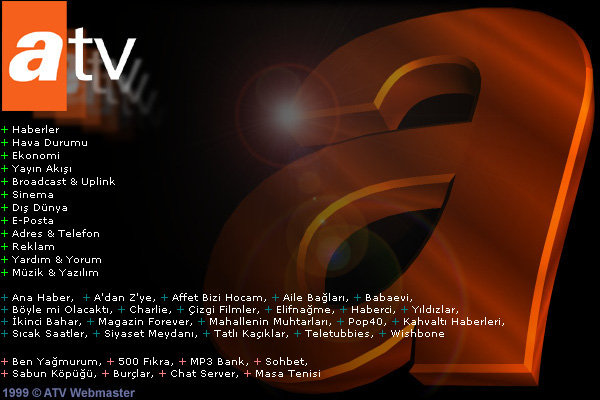 atv
+ Haberler
+ Hava Durumu
+ Ekonomi
+ Yayın Akışı
+ Broadcast & Uplink
+ Sinema
+ Dış Dünya
+ E-Posta
+ Adres & Telefon
+ Reklam
+ Yardım & Yorum
+ Müzik & Yazılım
+ Ana Haber, + A'dan Z'ye, + Affet Bizi Hocam, + Aile Bağları, + Babaevi,
+ Böyle mi Olacaktı, + Charlie, + Çizgi Filmler, + Elifnağme, + Haberci, + Yıldızlar,
+ İkinci Bahar, + Magazin Forever, + Mahallenin Muhtarları, + Pop40, + Kahvaltı Haberleri,
+ Sıcak Saatler, + Siyaset Meydanı, + Tatlı Kaçıklar, + Teletubbies, + Wishbone
+ Ben Yağmurum, + 500 Fıkra, + MP3 Bank, + Sohbet,
+ Sabun Köpüğü, + Burçlar, + Chat Server, + Masa Tenisi
1999 © ATV Webmaster
a